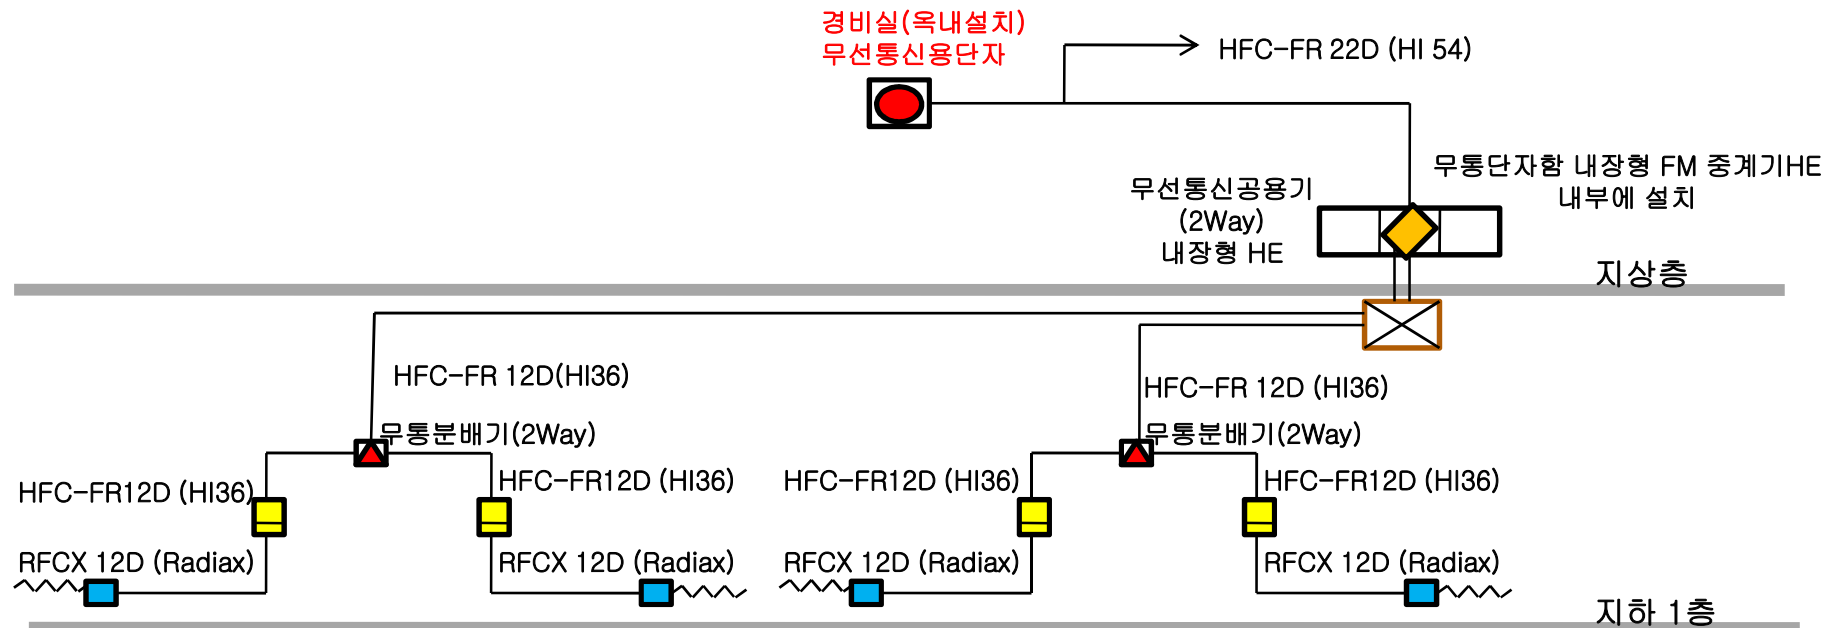 경비실(옥내설치)
무선통신용단자
HFC-FR 22D (HI 54)
무통단자함 내장형 FM 중계기HE
내부에 설치
무선통신공용기
(2Way)
내장형 HE
지상층
HFC-FR 12D(HI36)
HFC-FR 12D (HI36)
무통분배기(2Way)
무통분배기(2Way)
HFC-FR12D (HI36)
HFC-FR12D (HI36)
HFC-FR12D (HI36)
HFC-FR12D (HI36)
RFCX 12D (Radiax)
RFCX 12D (Radiax)
RFCX 12D (Radiax)
RFCX 12D (Radiax)
지하 1층